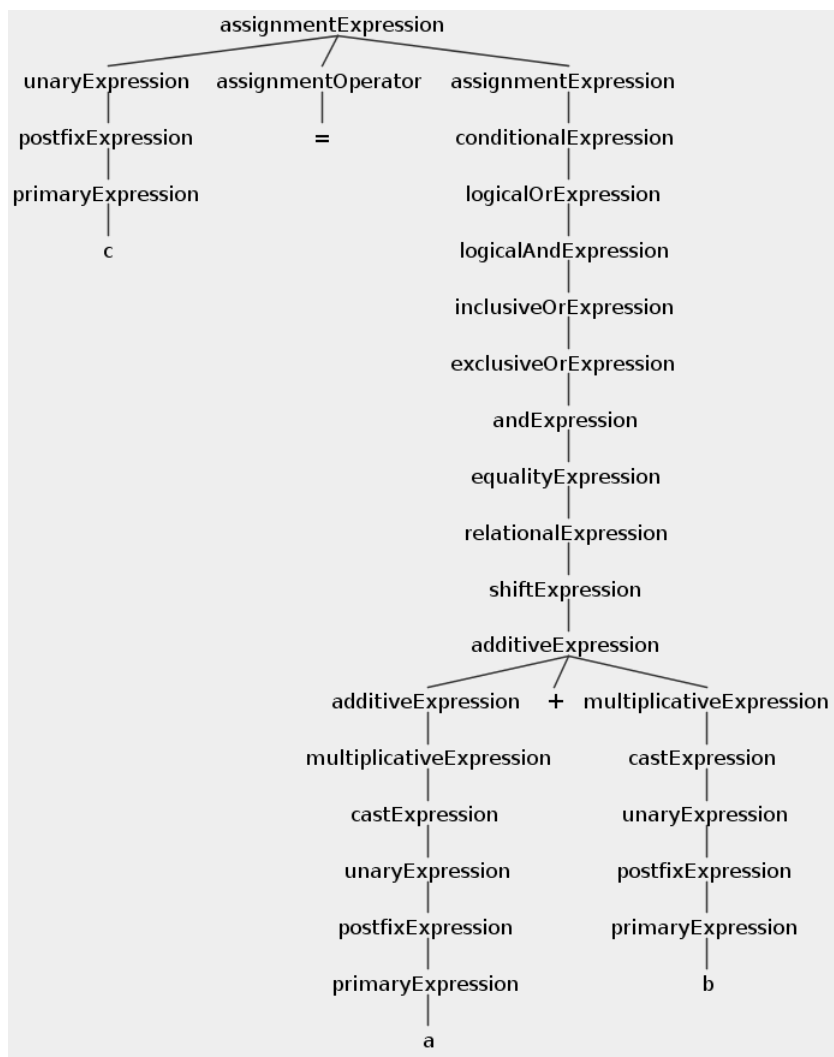 assignmentExpression
unaryExpression assignmentOperator assignmentExpression
postfixExpression = conditionalExpression
primaryExpression logicalOrExpression
c logicalAndExpression
inclusiveOrExpression
exclusiveOrExpression
andExpression
equalityExpression
relationalExpression
shiftExpression
additiveExpression
additiveExpression + multiplicativeExpression
multiplicativeExpression castExpression
castExpression unaryExpression
unaryExpression postfixExpression
postfixExpression primaryExpression
primaryExpression b
a